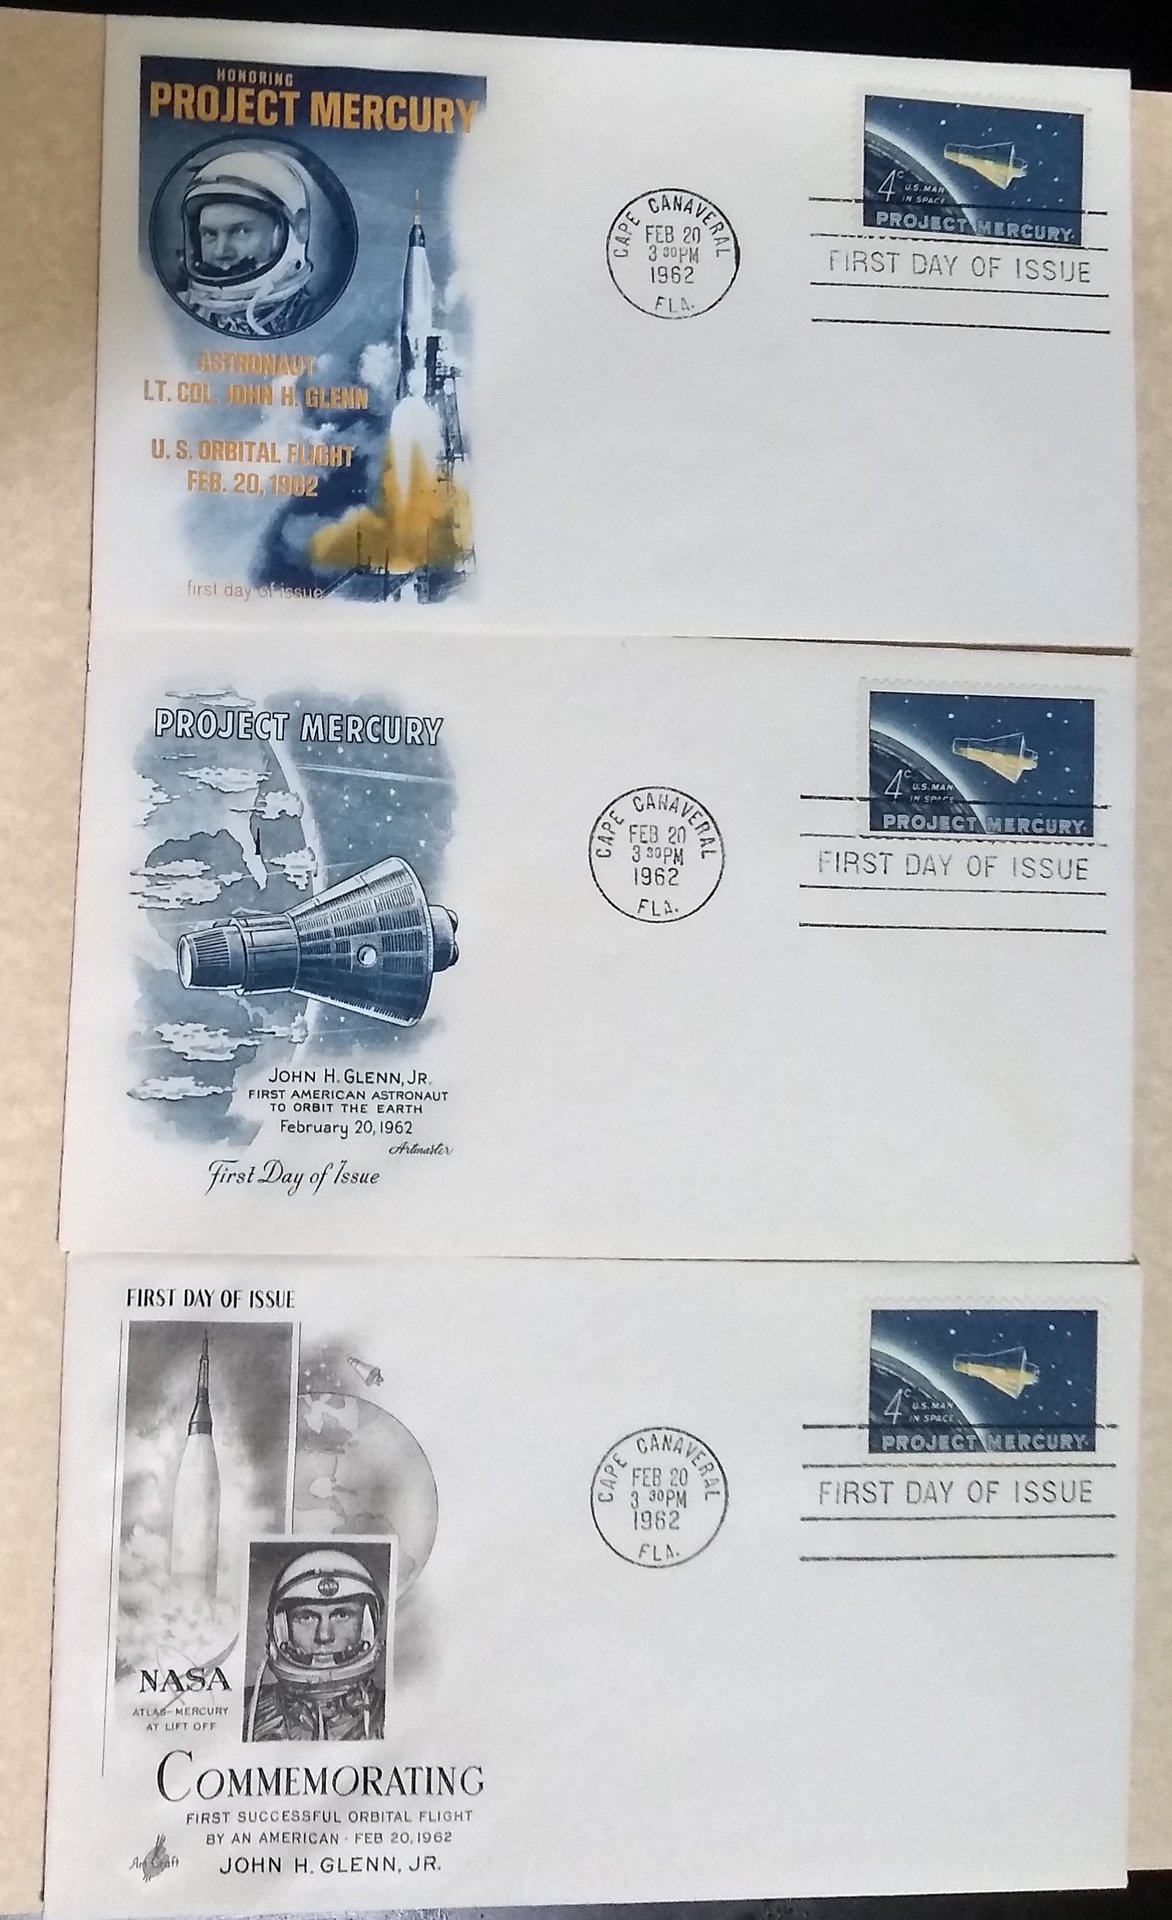 HONORING
PROJECT MERCURY
ASTRONAUT
LT. COL. JOHN H. GLENN
U. S. ORBITAL FLIGHT
FEB. 20, 1962
first day of issue
CAPE CANAVERAL
FEB 20
3 30PM
1962
FLA.
4c U.S. MAN
IN SPACE
PROJECT MERCURY
FIRST DAY OF ISSUE
PROJECT MERCURY
JOHN H. GLENN, JR.
FIRST AMERICAN ASTRONAUT
TO ORBIT THE EARTH
February 20, 1962
Artmaster
First Day of Issue
CAPE CANAVERAL
FEB 20
3 30PM
1962
FLA.
4c U.S. MAN
IN SPACE
PROJECT MERCURY
FIRST DAY OF ISSUE
FIRST DAY OF ISSUE
NASA
ATLAS-MERCURY
AT LIFT OFF
COMMEMORATING
FIRST SUCCESSFUL ORBITAL FLIGHT
BY AN AMERICAN · FEB 20, 1962
Art Craft
JOHN H. GLENN, JR.
CAPE CANAVERAL
FEB 20
3 30PM
1962
FLA.
4c U.S. MAN
IN SPACE
PROJECT MERCURY
FIRST DAY OF ISSUE